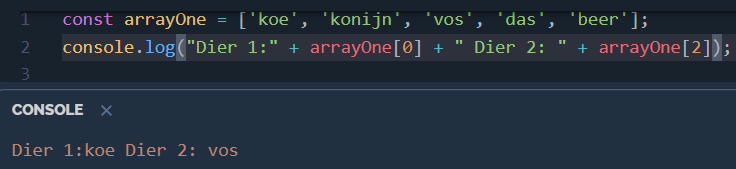 1 const arrayOne = ['koe', 'konijn', 'vos', 'das', 'beer'];
2 console.log("Dier 1:" + arrayOne[0] + " Dier 2: " + arrayOne[2]);
3
CONSOLE ×
Dier 1:koe Dier 2: vos